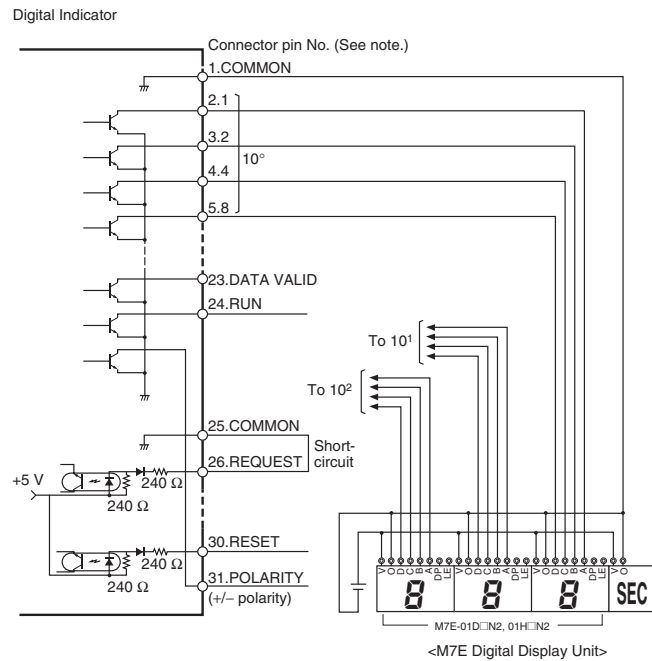 Digital Indicator
Connector pin No. (See note.)
1.COMMON
2.1
3.2
10°
4.4
5.8
23.DATA VALID
24.RUN
To 10¹
To 10²
25.COMMON
Short-
circuit
26.REQUEST
+5 V
240 Ω
240 Ω
30.RESET
240 Ω
240 Ω
31.POLARITY
(+/− polarity)
V O D C B A DP LE V O D C B A DP LE V O D C B A DP LE V O
8 8 8 SEC
M7E-01D□N2, 01H□N2
<M7E Digital Display Unit>